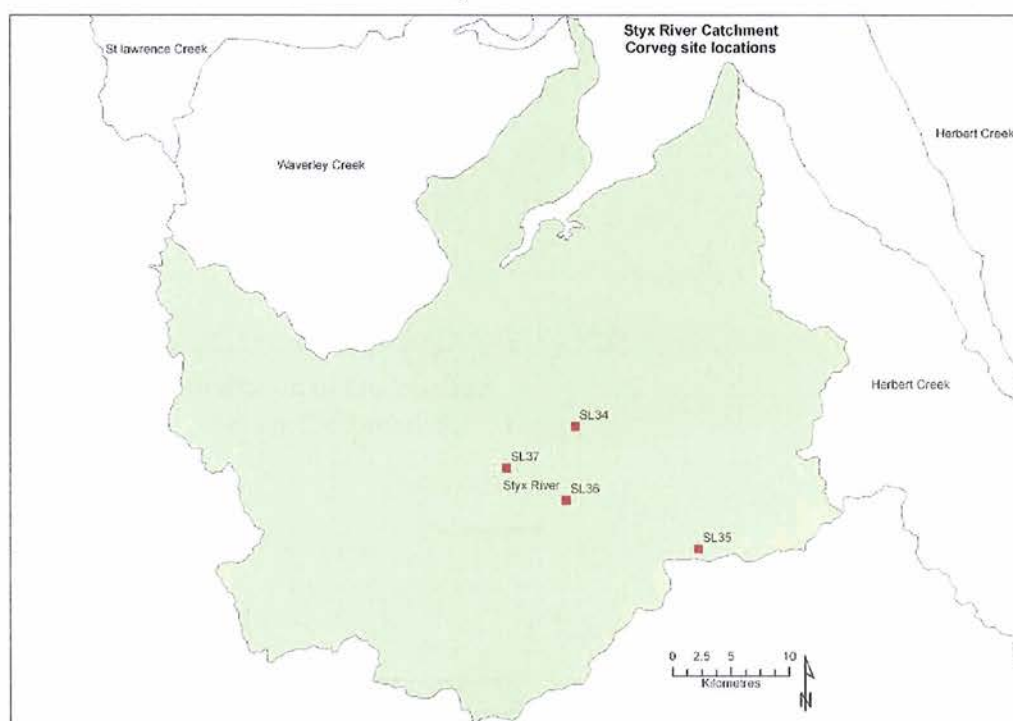 Styx River Catchment
Corveg site locations
St lawrence Creek
Herbert Creek
Waverley Creek
Herbert Creek
SL34
SL37
Styx River
SL36
SL35
0 2.5 5 10
Kilometres
N